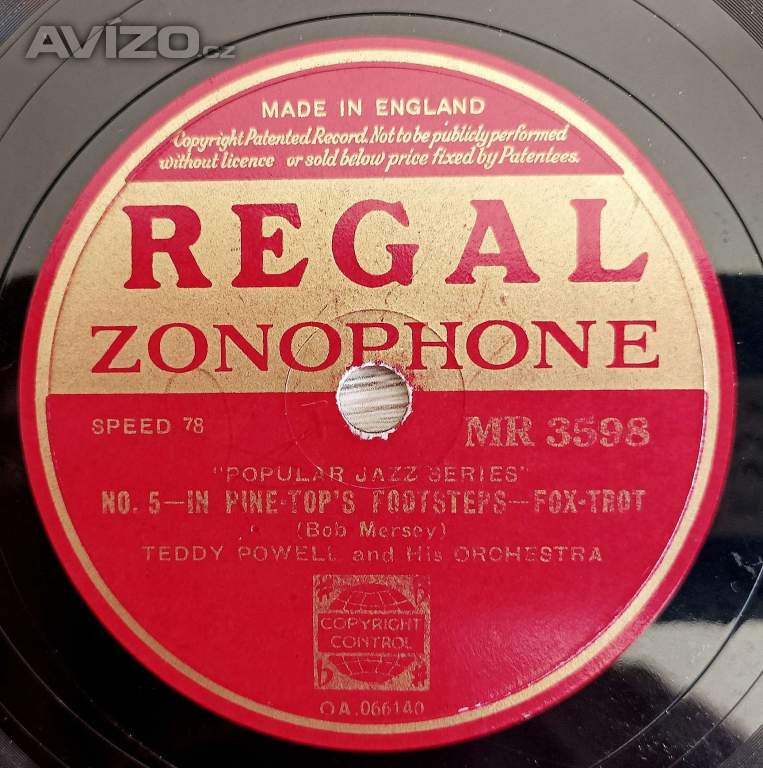 AVÍZO.cz
MADE IN ENGLAND
Copyright Patented Record. Not to be publicly performed
without licence or sold below price fixed by Patentees.
REGAL
ZONOPHONE
SPEED 78 MR 3598
"POPULAR JAZZ SERIES"
NO. 5—IN PINE-TOP'S FOOTSTEPS—FOX-TROT
(Bob Mersey)
TEDDY POWELL and His ORCHESTRA
COPYRIGHT
CONTROL
OA.066140